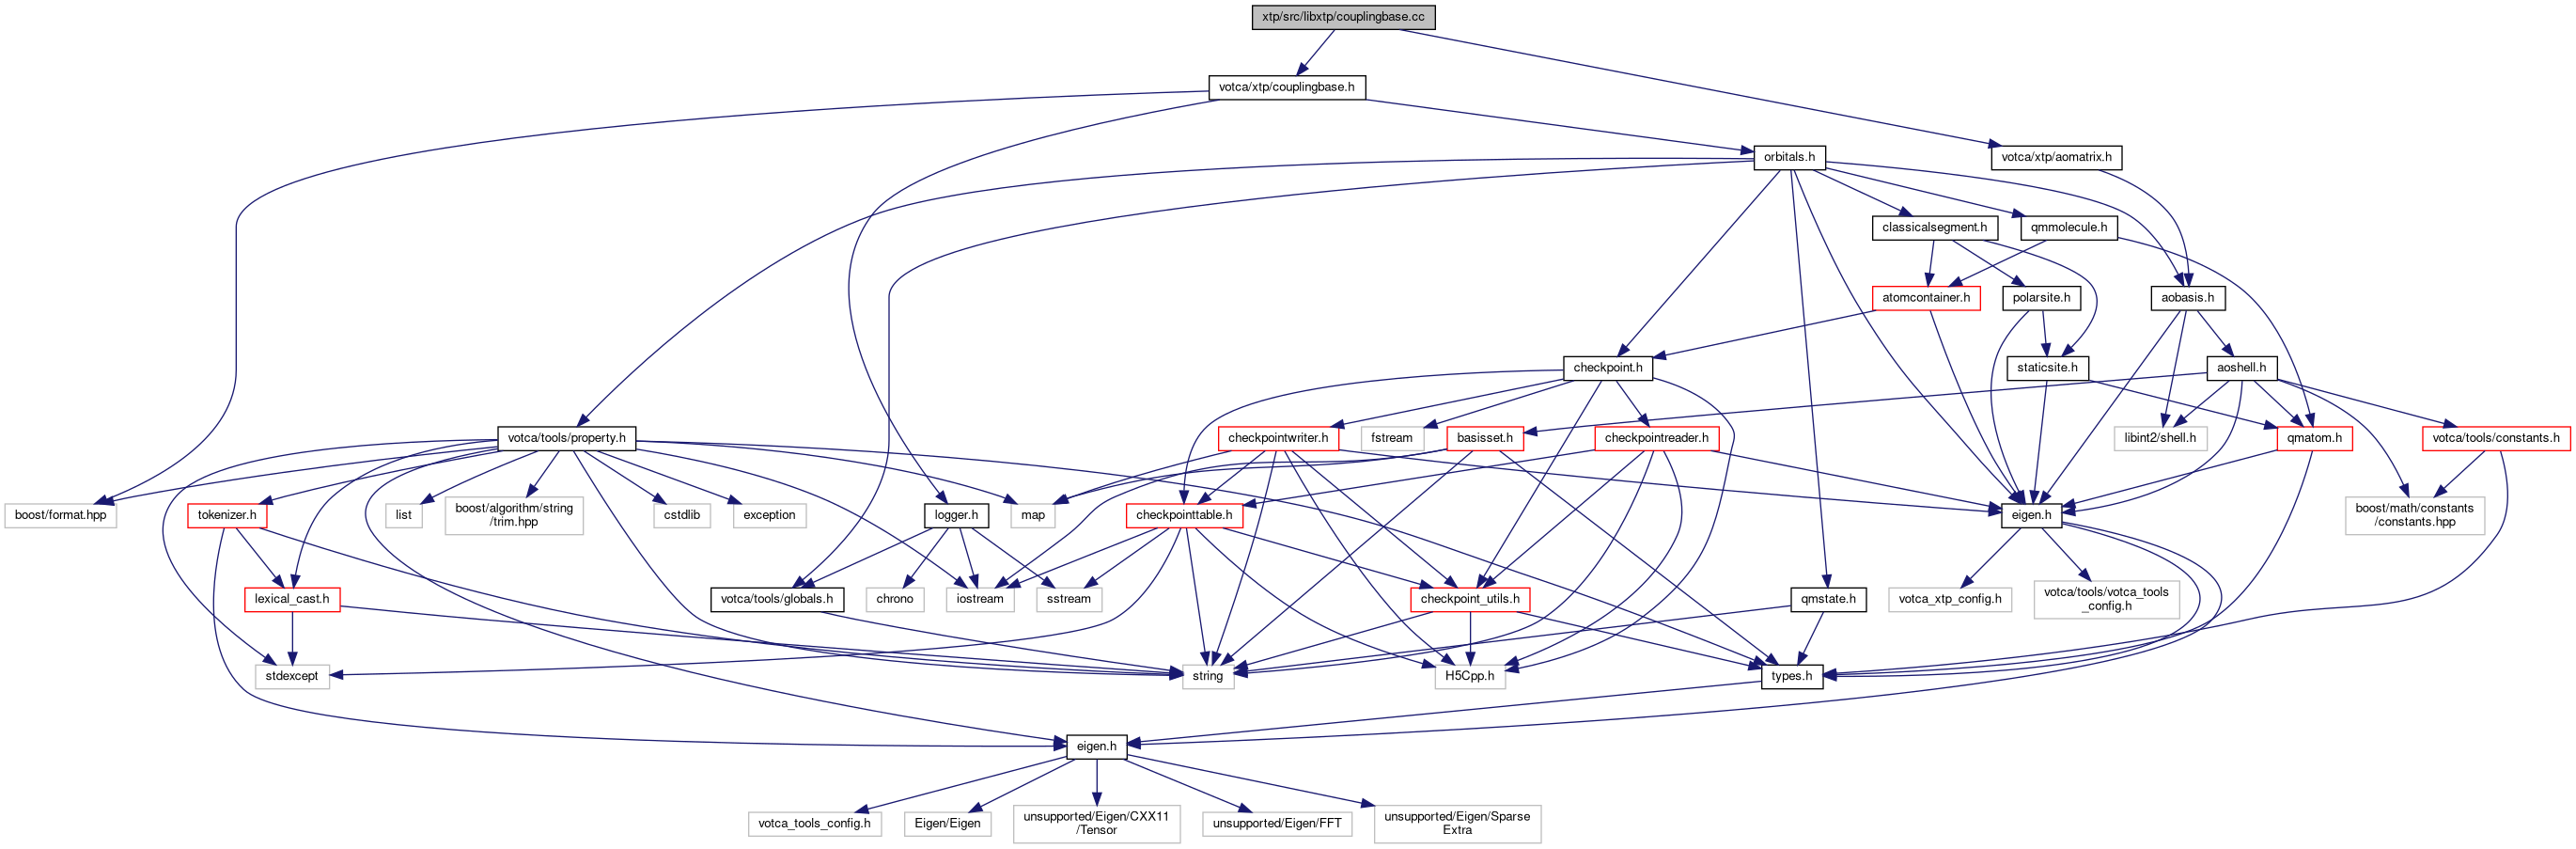 xtp/src/libxtp/couplingbase.cc
votca/xtp/couplingbase.h
orbitals.h
votca/xtp/aomatrix.h
classicalsegment.h
qmmolecule.h
atomcontainer.h
polarsite.h
aobasis.h
checkpoint.h
staticsite.h
aoshell.h
votca/tools/property.h
checkpointwriter.h
fstream
basisset.h
checkpointreader.h
libint2/shell.h
qmatom.h
votca/tools/constants.h
boost/format.hpp
tokenizer.h
list
boost/algorithm/string
/trim.hpp
cstdlib
exception
logger.h
map
checkpointtable.h
eigen.h
boost/math/constants
/constants.hpp
lexical_cast.h
votca/tools/globals.h
chrono
iostream
sstream
checkpoint_utils.h
qmstate.h
votca_xtp_config.h
votca/tools/votca_tools
_config.h
stdexcept
string
H5Cpp.h
types.h
eigen.h
votca_tools_config.h
Eigen/Eigen
unsupported/Eigen/CXX11
/Tensor
unsupported/Eigen/FFT
unsupported/Eigen/Sparse
Extra